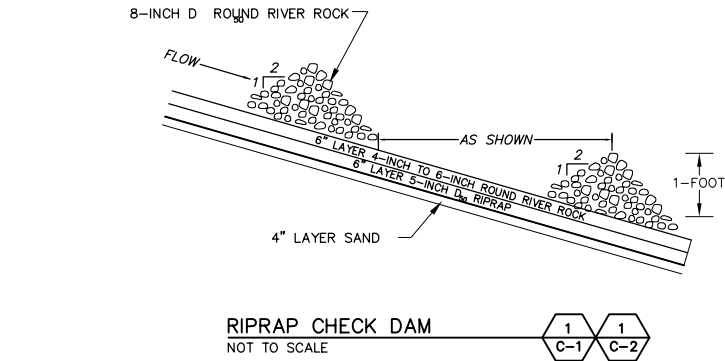 8-INCH D50 ROUND RIVER ROCK
FLOW
2
1
AS SHOWN
2
1
1-FOOT
6" LAYER 4-INCH TO 6-INCH ROUND RIVER ROCK
6" LAYER 5-INCH D50 RIPRAP
4" LAYER SAND
RIPRAP CHECK DAM
NOT TO SCALE
1
C-1
1
C-2